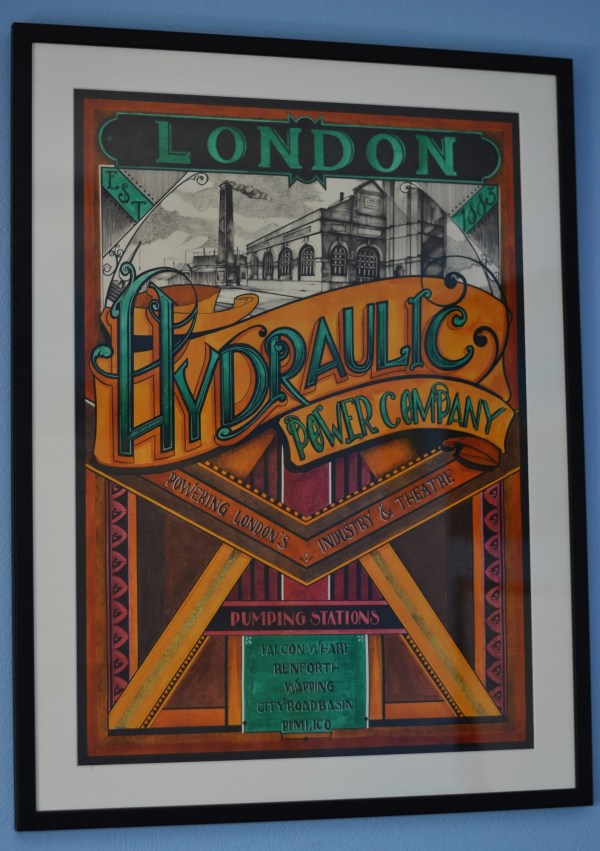 LONDON
EST
1883
HYDRAULIC
POWER COMPANY
POWERING LONDON'S INDUSTRY & THEATRE
PUMPING STATIONS
FALCON WHARF
RENFORTH
WAPPING
CITY ROAD BASIN
PIMLICO